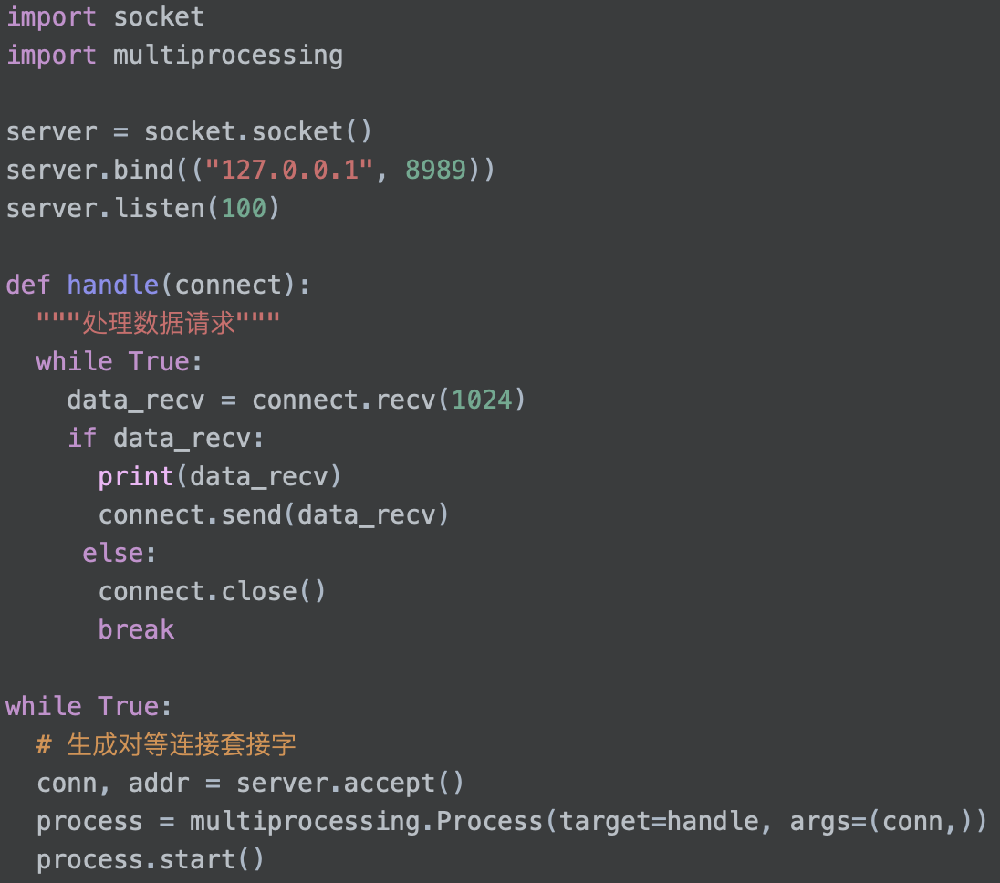 import socket
import multiprocessing

server = socket.socket()
server.bind(("127.0.0.1", 8989))
server.listen(100)

def handle(connect):
  """处理数据请求"""
  while True:
    data_recv = connect.recv(1024)
    if data_recv:
      print(data_recv)
      connect.send(data_recv)
     else:
      connect.close()
      break

while True:
  # 生成对等连接套接字
  conn, addr = server.accept()
  process = multiprocessing.Process(target=handle, args=(conn,))
  process.start()